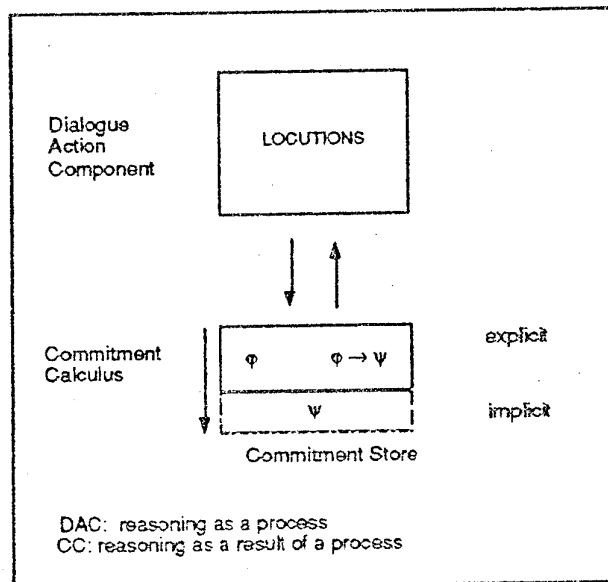 Dialogue
Action
Component
LOCUTIONS
Commitment
Calculus
φ φ → ψ
explicit
ψ
implicit
Commitment Store
DAC: reasoning as a process
CC: reasoning as a result of a process